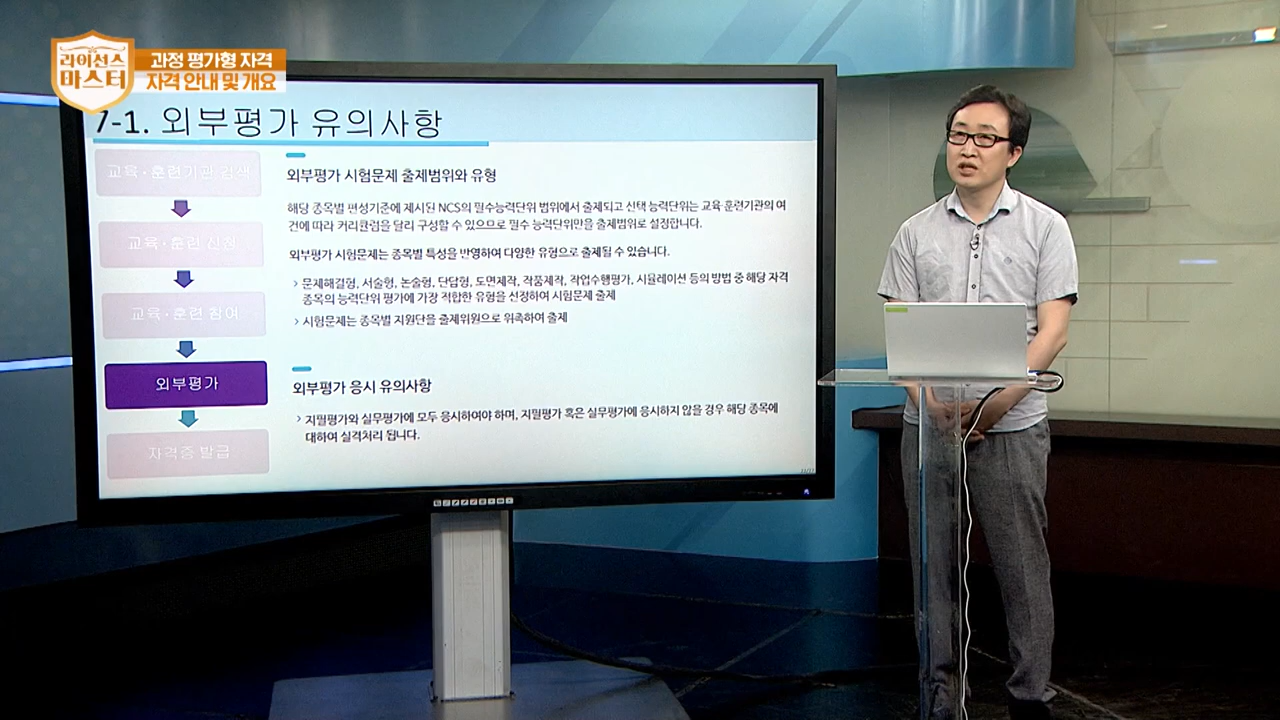 라이선스
마스터
과정 평가형 자격
자격 안내 및 개요
7-1. 외부평가 유의사항
교육·훈련기관 검색
교육·훈련 신청
교육·훈련 참여
외부평가
자격증 발급
외부평가 시험문제 출제범위와 유형
해당 종목별 편성기준에 제시된 NCS의 필수능력단위 범위에서 출제되고 선택 능력단위는 교육·훈련기관의 여
건에 따라 커리큘럼을 달리 구성할 수 있으므로 필수 능력단위만을 출제범위로 설정합니다.
외부평가 시험문제는 종목별 특성을 반영하여 다양한 유형으로 출제될 수 있습니다.
› 문제해결형, 서술형, 논술형, 단답형, 도면제작, 작품제작, 작업수행평가, 시뮬레이션 등의 방법 중 해당 자격
종목의 능력단위 평가에 가장 적합한 유형을 선정하여 시험문제 출제
› 시험문제는 종목별 지원단을 출제위원으로 위촉하여 출제
외부평가 응시 유의사항
› 지필평가와 실무평가에 모두 응시하여야 하며, 지필평가 혹은 실무평가에 응시하지 않을 경우 해당 종목에
대하여 실격처리 됩니다.